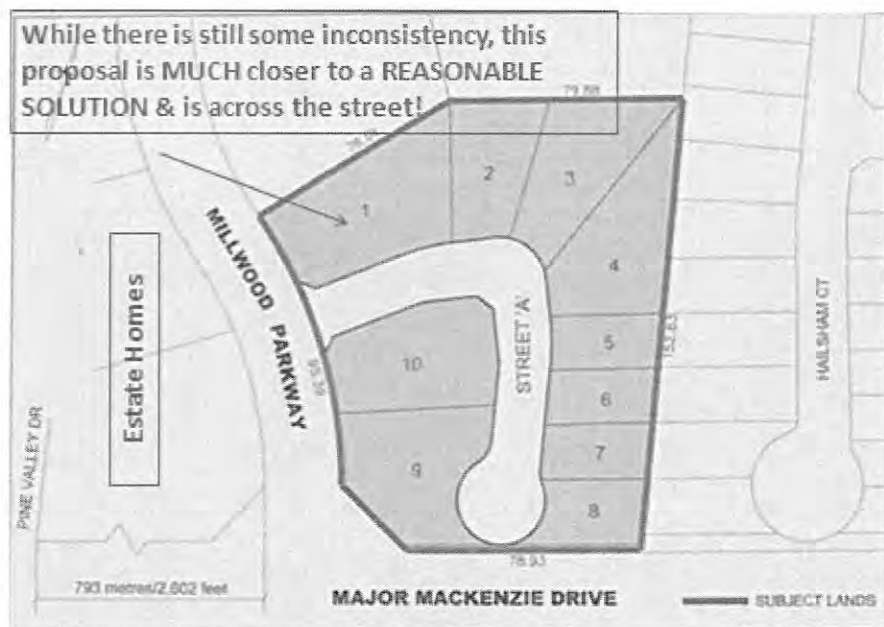 While there is still some inconsistency, this
proposal is MUCH closer to a REASONABLE
SOLUTION & is across the street!
79.88
1
2
3
4
5
6
7
8
9
10
MILLWOOD PARKWAY
STREET 'A'
HAILSHAM CT
Estate Homes
PINE VALLEY DR
78.93
793 metres/2,602 feet
MAJOR MACKENZIE DRIVE
SUBJECT LANDS